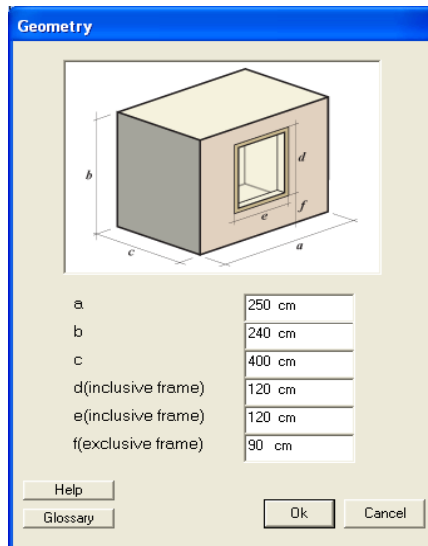 Geometry
d
b
f
e
c
a
a 250 cm
b 240 cm
c 400 cm
d(inclusive frame) 120 cm
e(inclusive frame) 120 cm
f(exclusive frame) 90 cm
Help
Glossary
Ok
Cancel